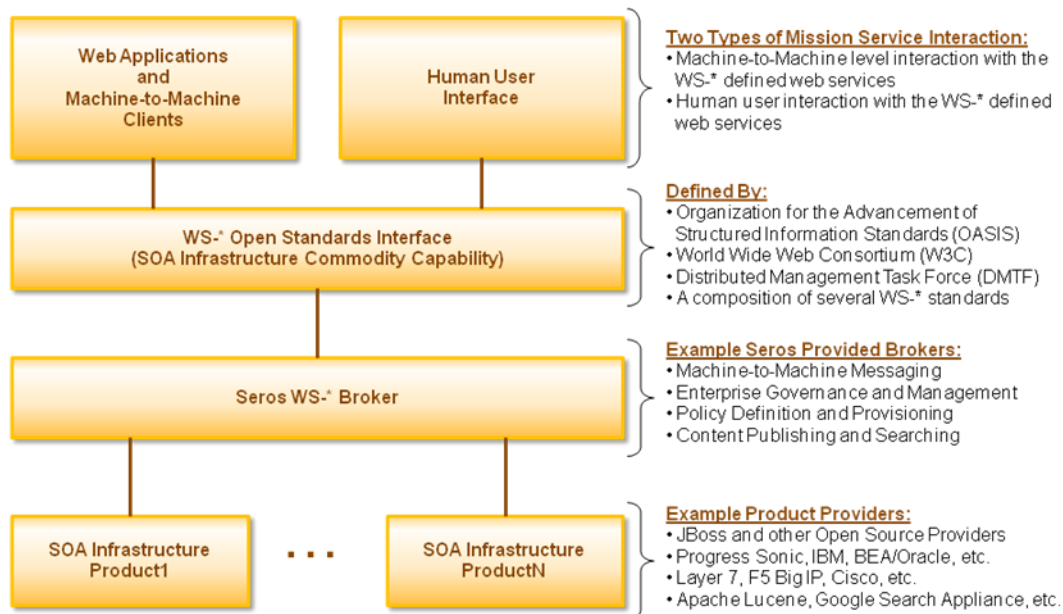 Web Applications
and
Machine-to-Machine
Clients
Human User
Interface
Two Types of Mission Service Interaction:
• Machine-to-Machine level interaction with the
WS-* defined web services
• Human user interaction with the WS-* defined
web services
WS-* Open Standards Interface
(SOA Infrastructure Commodity Capability)
Defined By:
• Organization for the Advancement of
Structured Information Standards (OASIS)
• World Wide Web Consortium (W3C)
• Distributed Management Task Force (DMTF)
• A composition of several WS-* standards
Seros WS-* Broker
Example Seros Provided Brokers:
• Machine-to-Machine Messaging
• Enterprise Governance and Management
• Policy Definition and Provisioning
• Content Publishing and Searching
SOA Infrastructure
Product1
. . .
SOA Infrastructure
ProductN
Example Product Providers:
• JBoss and other Open Source Providers
• Progress Sonic, IBM, BEA/Oracle, etc.
• Layer 7, F5 Big IP, Cisco, etc.
• Apache Lucene, Google Search Appliance, etc.